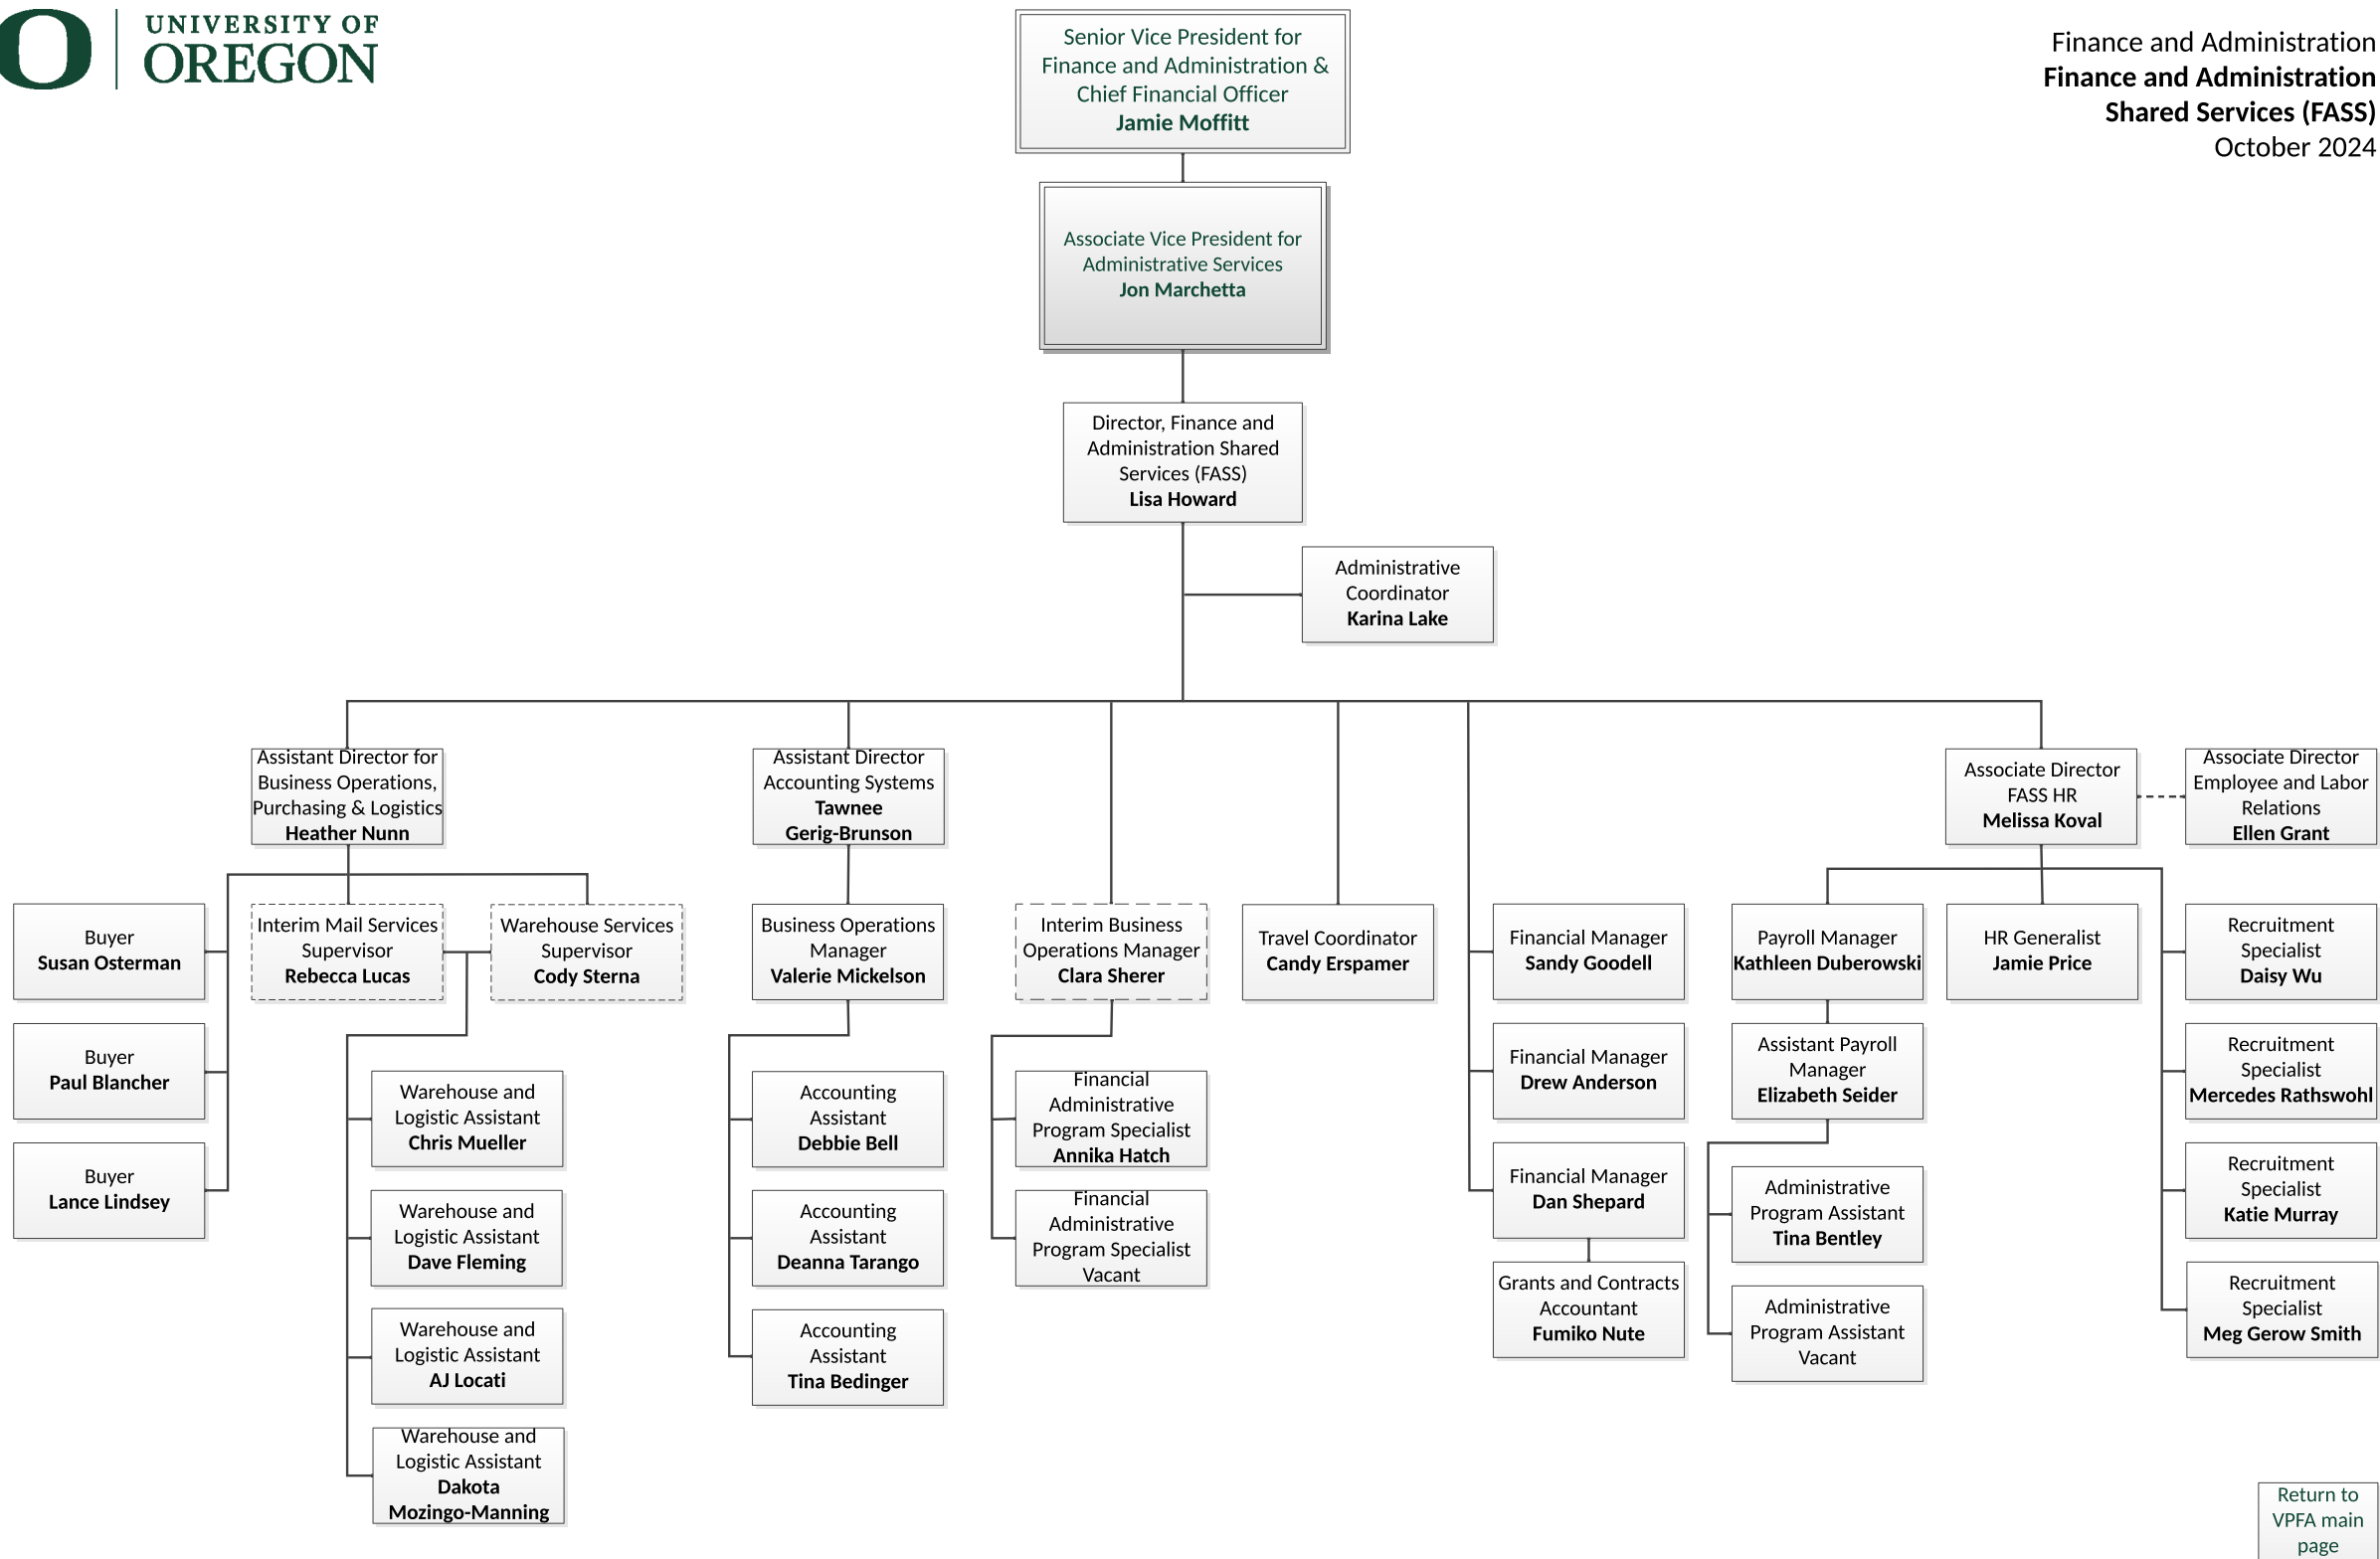 UNIVERSITY OF
OREGON
Senior Vice President for
Finance and Administration &
Chief Financial Officer
Jamie Moffitt
Finance and Administration
Finance and Administration
Shared Services (FASS)
October 2024
Associate Vice President for
Administrative Services
Jon Marchetta
Director, Finance and
Administration Shared
Services (FASS)
Lisa Howard
Administrative
Coordinator
Karina Lake
Assistant Director for
Business Operations,
Purchasing & Logistics
Heather Nunn
Assistant Director
Accounting Systems
Tawnee
Gerig-Brunson
Associate Director
FASS HR
Melissa Koval
Associate Director
Employee and Labor
Relations
Ellen Grant
Buyer
Susan Osterman
Interim Mail Services
Supervisor
Rebecca Lucas
Warehouse Services
Supervisor
Cody Sterna
Business Operations
Manager
Valerie Mickelson
Interim Business
Operations Manager
Clara Sherer
Travel Coordinator
Candy Erspamer
Financial Manager
Sandy Goodell
Payroll Manager
Kathleen Duberowski
HR Generalist
Jamie Price
Recruitment
Specialist
Daisy Wu
Buyer
Paul Blancher
Financial Manager
Drew Anderson
Assistant Payroll
Manager
Elizabeth Seider
Recruitment
Specialist
Mercedes Rathswohl
Warehouse and
Logistic Assistant
Chris Mueller
Accounting
Assistant
Debbie Bell
Financial
Administrative
Program Specialist
Annika Hatch
Buyer
Lance Lindsey
Financial Manager
Dan Shepard
Administrative
Program Assistant
Tina Bentley
Recruitment
Specialist
Katie Murray
Warehouse and
Logistic Assistant
Dave Fleming
Accounting
Assistant
Deanna Tarango
Financial
Administrative
Program Specialist
Vacant
Grants and Contracts
Accountant
Fumiko Nute
Administrative
Program Assistant
Vacant
Recruitment
Specialist
Meg Gerow Smith
Warehouse and
Logistic Assistant
AJ Locati
Accounting
Assistant
Tina Bedinger
Warehouse and
Logistic Assistant
Dakota
Mozingo-Manning
Return to
VPFA main
page